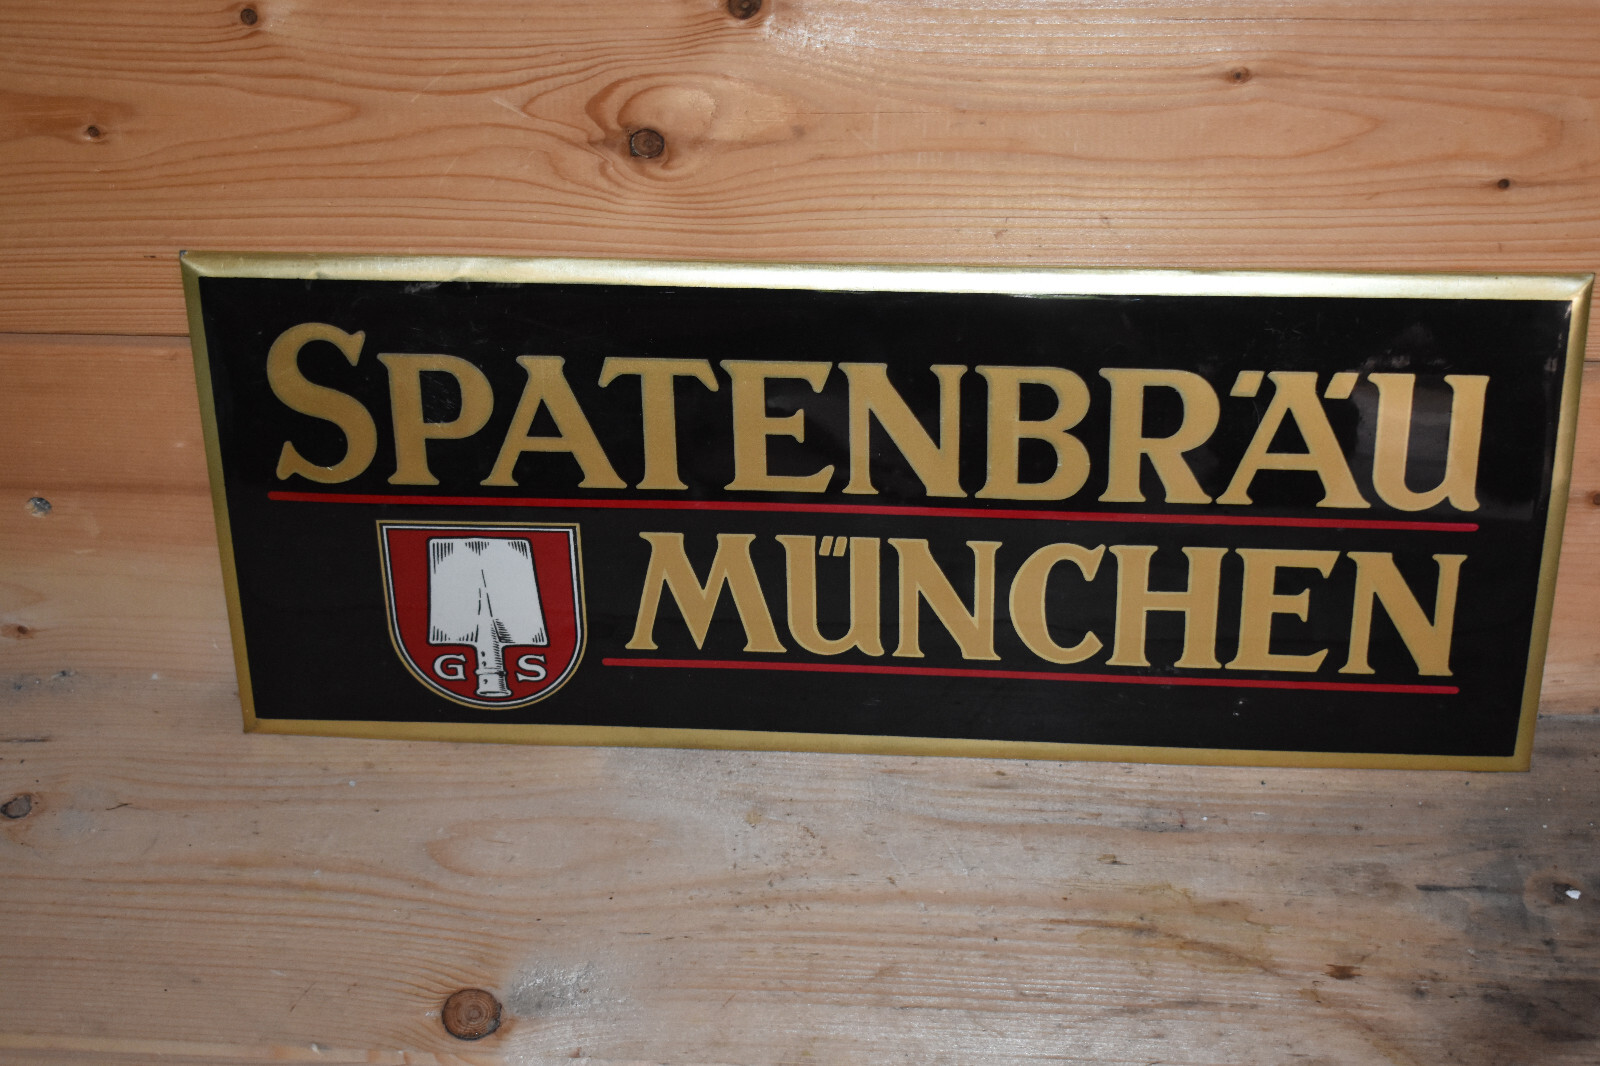 SPATENBRÄU
MÜNCHEN
G S